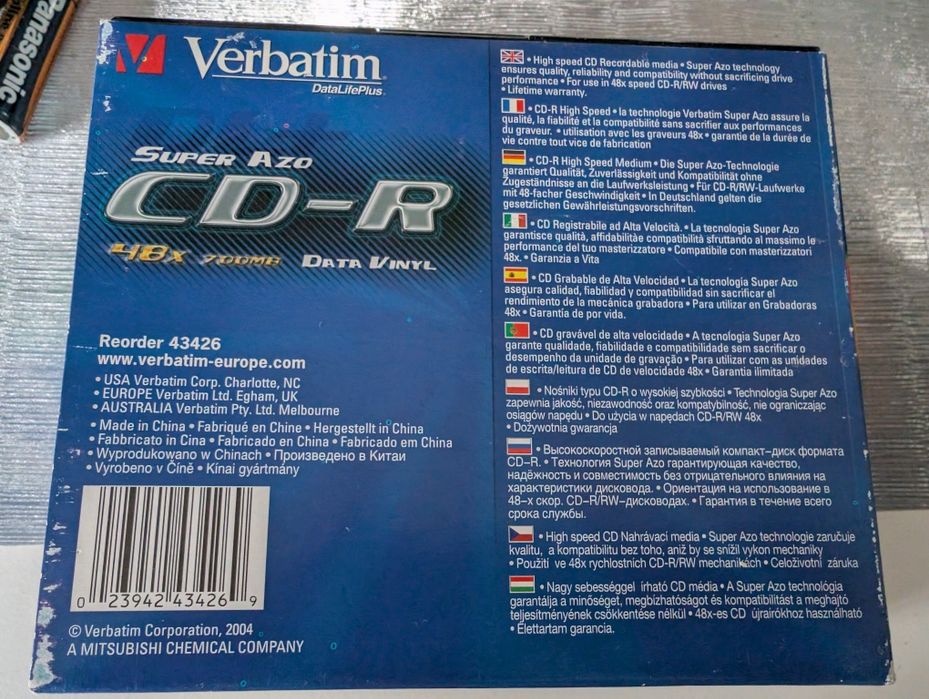 Panasonic
Verbatim
DataLifePlus
SUPER AZO
CD-R
48x 700MB DATA VINYL
Reorder 43426
www.verbatim-europe.com
• USA Verbatim Corp. Charlotte, NC
• EUROPE Verbatim Ltd. Egham, UK
• AUSTRALIA Verbatim Pty. Ltd. Melbourne
• Made in China • Fabriqué en Chine • Hergestellt in China
• Fabbricato in Cina • Fabricado en China • Fabricado em China
• Wyprodukowano w Chinach • Произведено в Китаи
• Vyrobeno v Číně • Kínai gyártmány
0 23942 43426 9
© Verbatim Corporation, 2004
A MITSUBISHI CHEMICAL COMPANY
• High speed CD Recordable media • Super Azo technology
ensures quality, reliability and compatibility without sacrificing drive
performance • For use in 48x speed CD-R/RW drives
• Lifetime warranty.
• CD-R High Speed • la technologie Verbatim Super Azo assure la
qualité, la fiabilité et la compatibilité sans sacrifier aux performances
du graveur. • utilisation avec les graveurs 48x • garantie de la durée de
vie contre tout vice de fabrication
• CD-R High Speed Medium • Die Super Azo-Technologie
garantiert Qualität, Zuverlässigkeit und Kompatibilität ohne
Zugeständnisse an die Laufwerksleistung • Für CD-R/RW-Laufwerke
mit 48-facher Geschwindigkeit • In Deutschland gelten die
gesetzlichen Gewährleistungsvorschriften.
• CD Registrabile ad Alta Velocità. • La tecnologia Super Azo
garantisce qualità, affidabilitàe compatibilità sfruttando al massimo le
performance del tuo masterizzatore • Compatibile con masterizzatori
48x. • Garanzia a Vita
• CD Grabable de Alta Velocidad • La tecnologia Super Azo
asegura calidad, fiabilidad y compatibilidad sin sacrificar el
rendimiento de la mecánica grabadora • Para utilizar en Grabadoras
48x • Garantía de por vida.
• CD gravável de alta velocidade • A tecnologia Super Azo
garante qualidade, fiabilidade e compatibilidade sem sacrificar o
desempenho da unidade de gravação • Para utilizar com as unidades
de escrita/leitura de CD de velocidade 48x • Garantia ilimitada
• Nośniki typu CD-R o wysokiej szybkości • Technologia Super Azo
zapewnia jakość, niezawodność oraz kompatybilność, nie ograniczając
osiągów napędu • Do użycia w napędach CD-R/RW 48x
• Dożywotnia gwarancja
• Высокоскоростной записываемый компакт-диск формата
CD-R. • Технология Super Azo гарантирующая качество,
надёжность и совместимость без отрицательного влияния на
характеристики дисковода. • Ориентация на использование в
48-х скор. CD-R/RW-дисководах. • Гарантия в течение всего
срока службы.
• High speed CD Nahrávací media • Super Azo technologie zaručuje
kvalitu, a kompatibilitu bez toho, aniž by se snížil vykon mechaniky
• Použití ve 48x rychlostních CD-R/RW mechanikách • Celoživotní záruka
• Nagy sebességgel írható CD média • A Super Azo technológia
garantálja a minőséget, megbízhatóságot és kompatibilitást a meghajtó
teljesítményének csökkentése nélkül • 48x-es CD újraírókhoz használható
• Élettartam garancia.